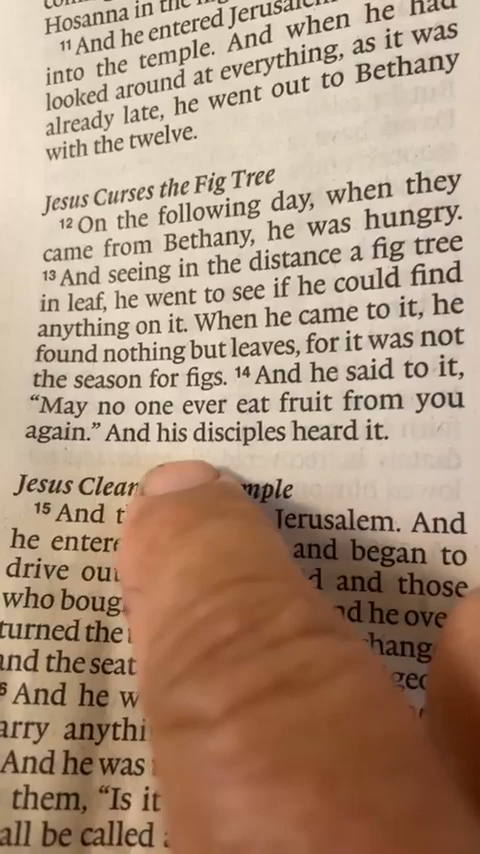 Hosanna in the
11 And he entered Jerusalem
into the temple. And when he had
looked around at everything, as it was
already late, he went out to Bethany
with the twelve.
Jesus Curses the Fig Tree
12 On the following day, when they
came from Bethany, he was hungry.
13 And seeing in the distance a fig tree
in leaf, he went to see if he could find
anything on it. When he came to it, he
found nothing but leaves, for it was not
the season for figs. 14 And he said to it,
“May no one ever eat fruit from you
again.” And his disciples heard it.
Jesus Clean mple
15 And t Jerusalem. And
he entere and began to
drive ou d and those
who boug nd he over
turned the chang
and the seat ged
And he w
arry anythi
And he was
them, “Is it
all be called